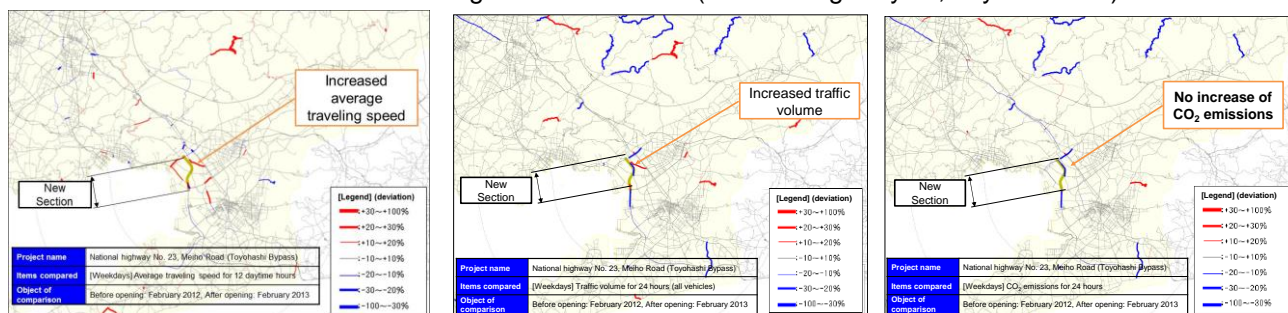 Increased
average
traveling speed
New
Section
[Legend] (deviation)
:+30～+100%
:+20～+30%
:+10～+20%
:-10～+10%
:-20～-10%
:-30～-20%
:-100～-30%
Project name National highway No. 23, Meiho Road (Toyohashi Bypass)
Items compared [Weekdays] Average traveling speed for 12 daytime hours
Object of
comparison Before opening: February 2012, After opening: February 2013
Increased traffic
volume
New
Section
[Legend] (deviation)
:+30～+100%
:+20～+30%
:+10～+20%
:-10～+10%
:-20～-10%
:-30～-20%
:-100～-30%
Project name National highway No. 23, Meiho Road (Toyohashi Bypass)
Items compared [Weekdays] Traffic volume for 24 hours (all vehicles)
Object of
comparison Before opening: February 2012, After opening: February 2013
No increase of
CO₂ emissions
New
Section
[Legend] (deviation)
:+30～+100%
:+20～+30%
:+10～+20%
:-10～+10%
:-20～-10%
:-30～-20%
:-100～-30%
Project name National highway No. 23, Meiho Road (Toyohashi Bypass)
Items compared [Weekdays] CO₂ emissions for 24 hours
Object of
comparison Before opening: February 2012, After opening: February 2013